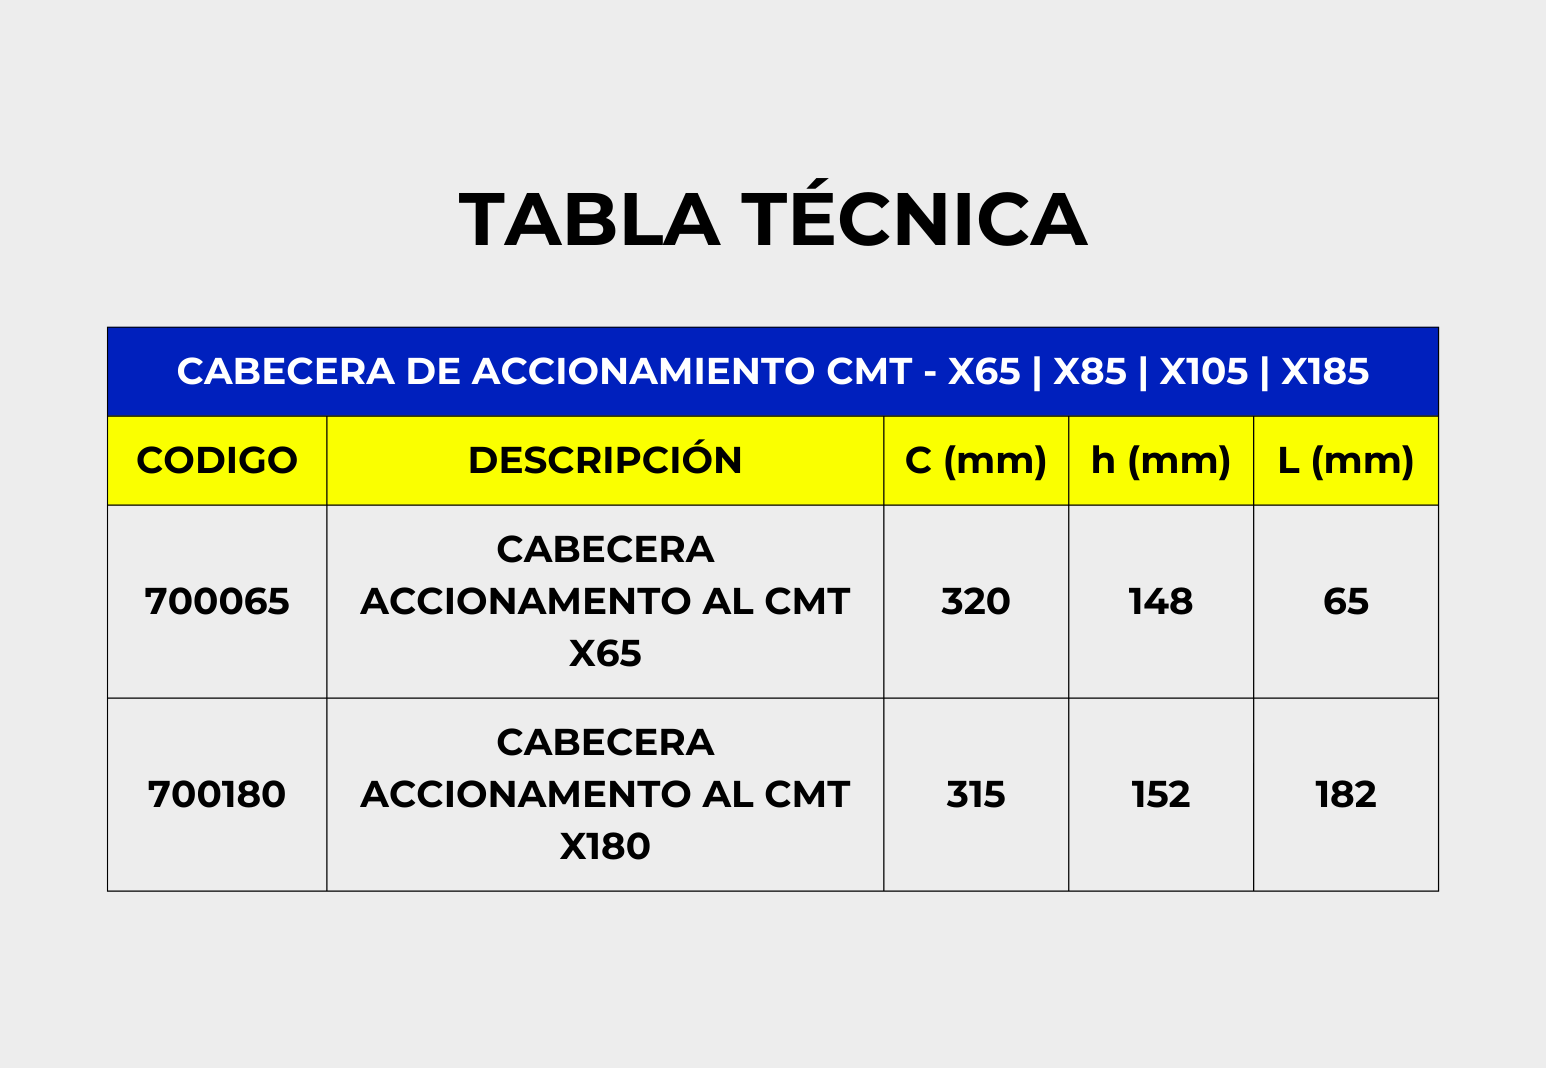 TABLA TÉCNICA
CABECERA DE ACCIONAMIENTO CMT - X65 | X85 | X105 | X185
CODIGO DESCRIPCIÓN C (mm) h (mm) L (mm)
CABECERA
700065 ACCIONAMENTO AL CMT 320 148 65
X65
CABECERA
700180 ACCIONAMENTO AL CMT 315 152 182
X180